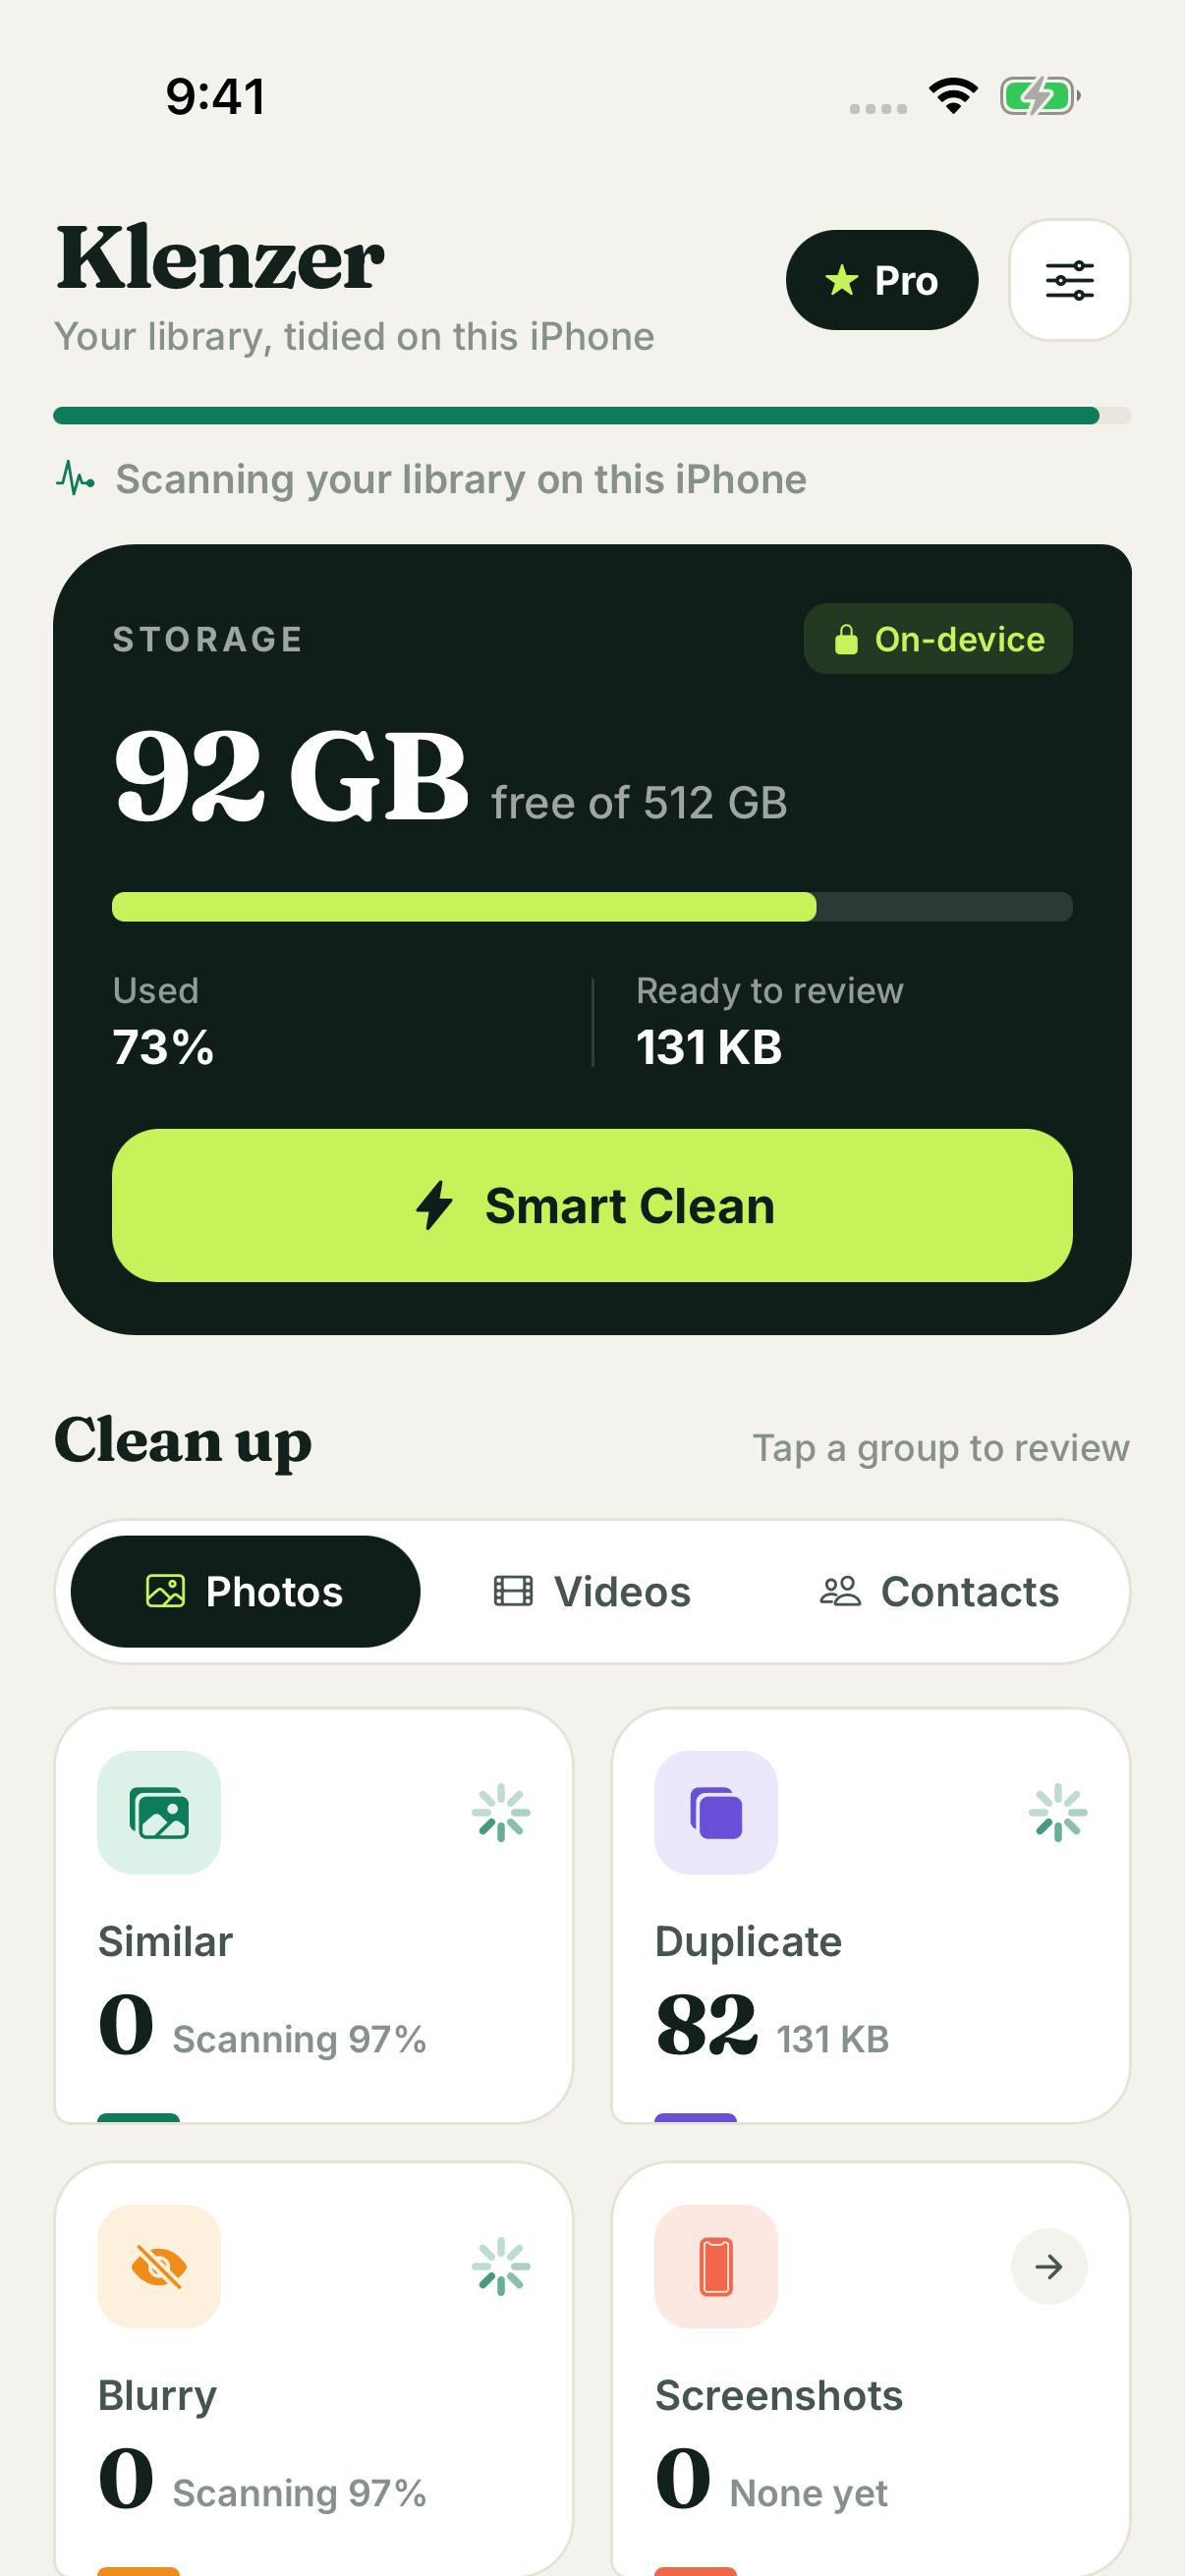 9:41
Klenzer
Your library, tidied on this iPhone
Pro
Scanning your library on this iPhone
STORAGE
On-device
92 GB free of 512 GB
Used
73%
Ready to review
131 KB
Smart Clean
Clean up
Tap a group to review
Photos
Videos
Contacts
Similar
0 Scanning 97%
Duplicate
82 131 KB
Blurry
0 Scanning 97%
Screenshots
0 None yet